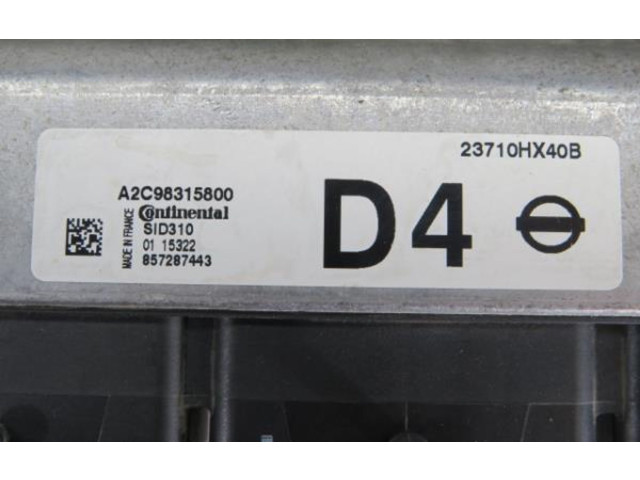 23710HX40B
A2C98315800
Continental
SID310
01 15322
857287443
MADE IN FRANCE
D4